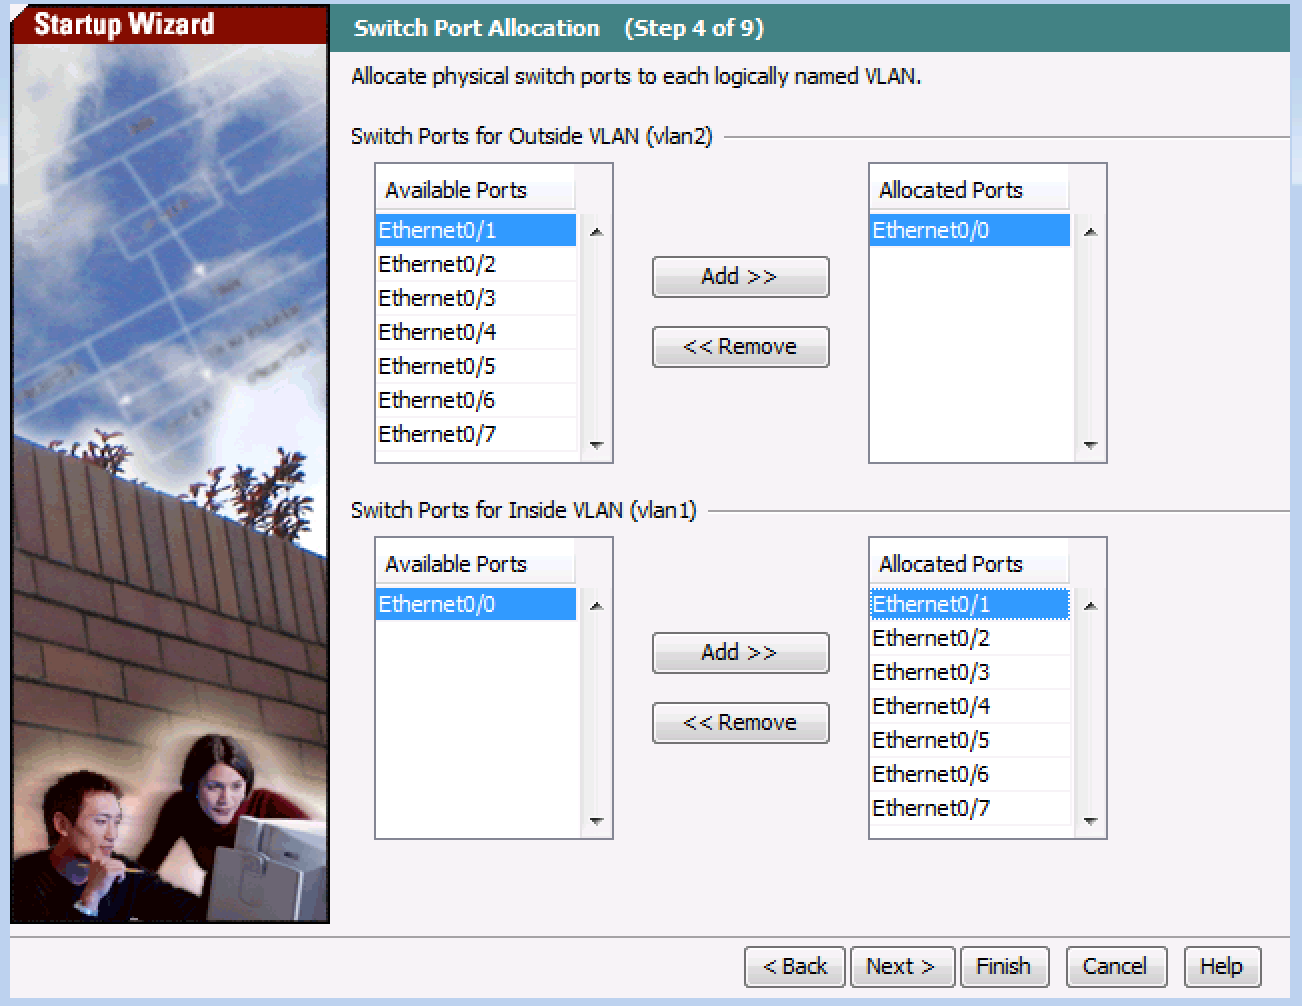 Startup Wizard
Switch Port Allocation (Step 4 of 9)
Allocate physical switch ports to each logically named VLAN.
Switch Ports for Outside VLAN (vlan2)
Available Ports
Ethernet0/1
Ethernet0/2
Ethernet0/3
Ethernet0/4
Ethernet0/5
Ethernet0/6
Ethernet0/7
Add >>
<< Remove
Allocated Ports
Ethernet0/0
Switch Ports for Inside VLAN (vlan1)
Available Ports
Ethernet0/0
Add >>
<< Remove
Allocated Ports
Ethernet0/1
Ethernet0/2
Ethernet0/3
Ethernet0/4
Ethernet0/5
Ethernet0/6
Ethernet0/7
< Back Next > Finish Cancel Help